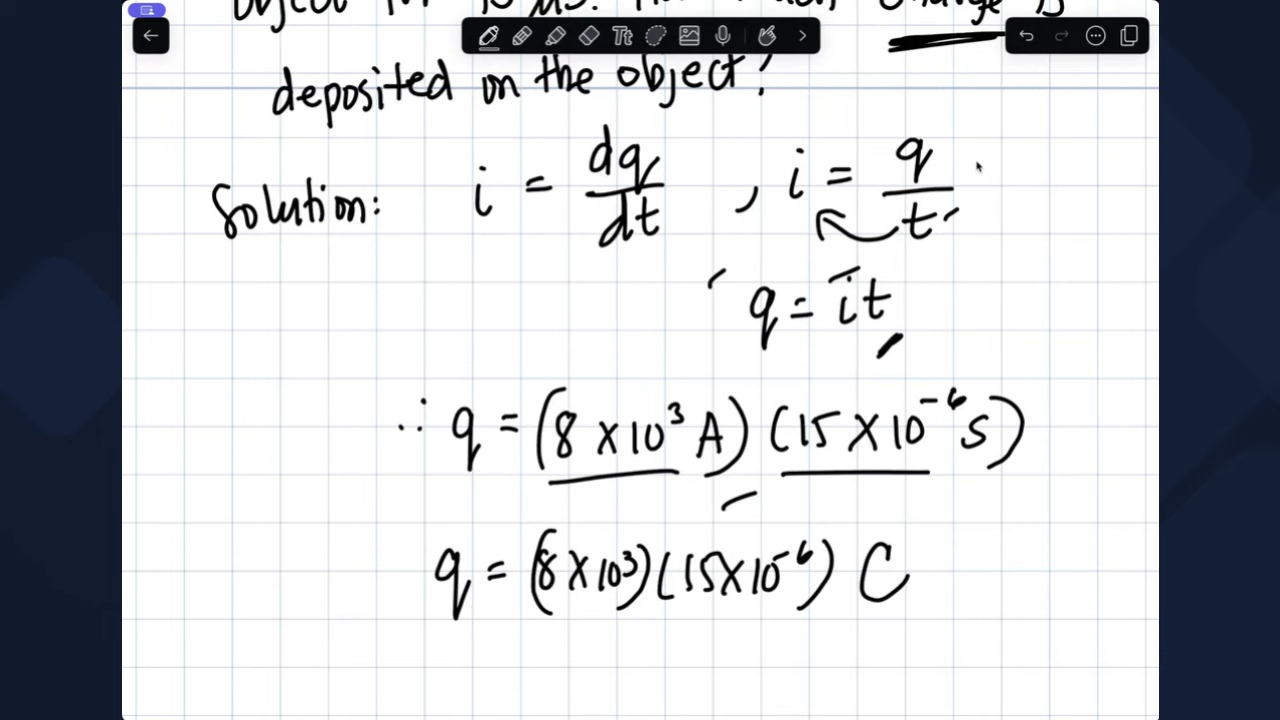 deposited on the object?
Solution: i = dq/dt , i = q/t
q = it
∴ q = (8 × 10³ A) (15 × 10⁻⁶ s)
q = (8 × 10³)(15 × 10⁻⁶) C